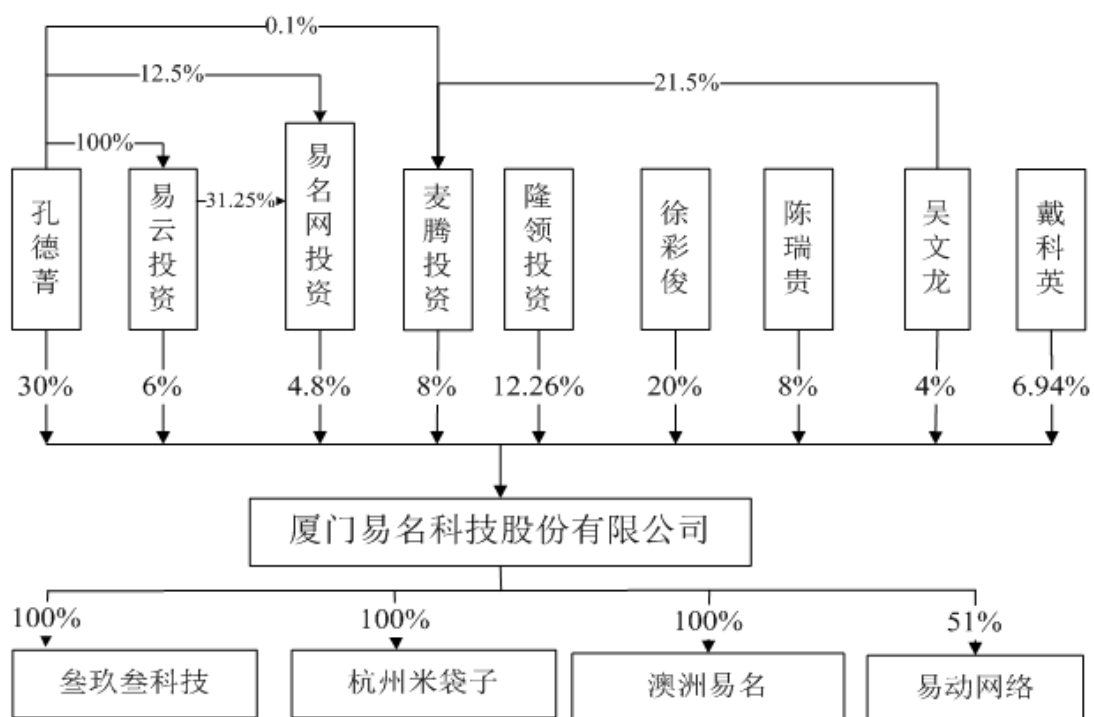 0.1%
12.5%
21.5%
100%
31.25%
孔德菁
易云投资
易名网投资
麦腾投资
隆领投资
徐彩俊
陈瑞贵
吴文龙
戴科英
30%
6%
4.8%
8%
12.26%
20%
8%
4%
6.94%
厦门易名科技股份有限公司
100%
100%
100%
51%
叁玖叁科技
杭州米袋子
澳洲易名
易动网络